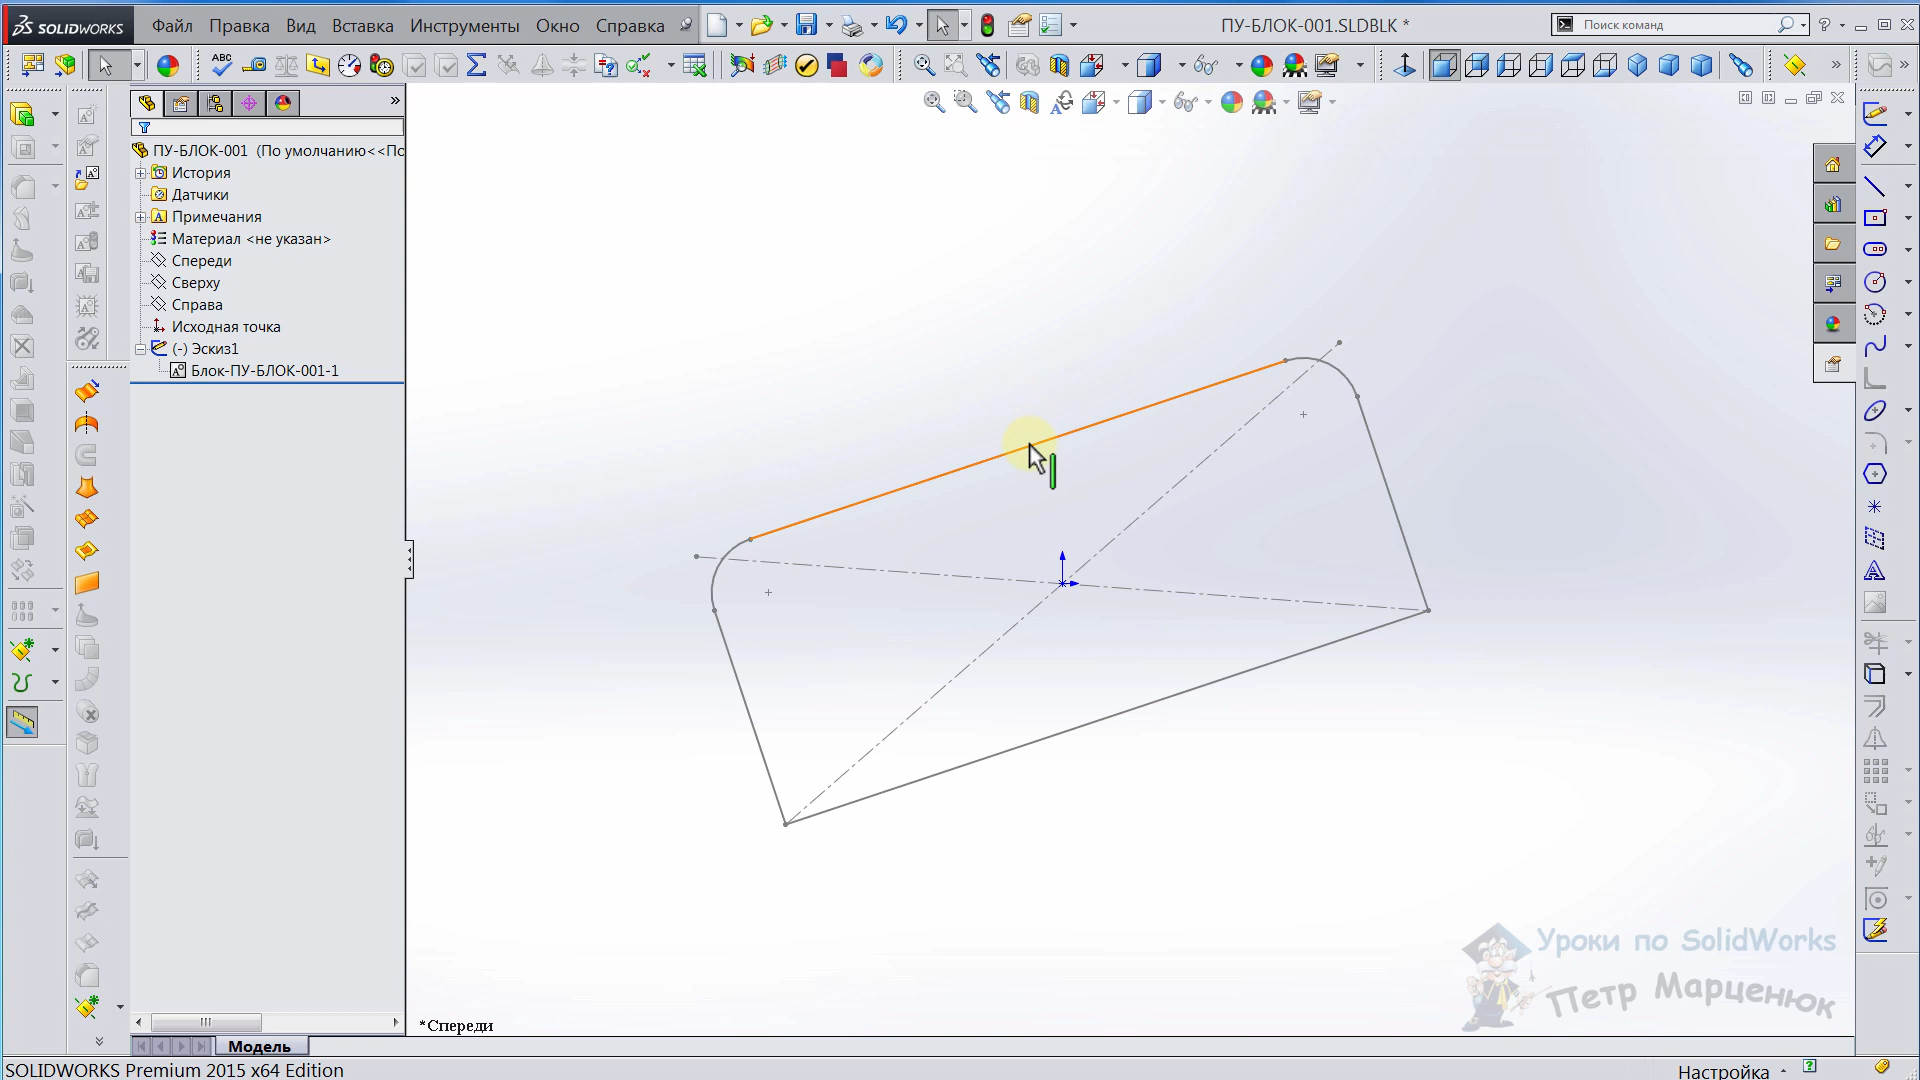 SOLIDWORKS
Файл Правка Вид Вставка Инструменты Окно Справка
ПУ-БЛОК-001.SLDBLK *
Поиск команд
ПУ-БЛОК-001 (По умолчанию<<По
История
Датчики
Примечания
Материал <не указан>
Спереди
Сверху
Справа
Исходная точка
(-) Эскиз1
Блок-ПУ-БЛОК-001-1
*Спереди
Уроки по SolidWorks
Петр Марценюк
Модель
SOLIDWORKS Premium 2015 x64 Edition
Настройка